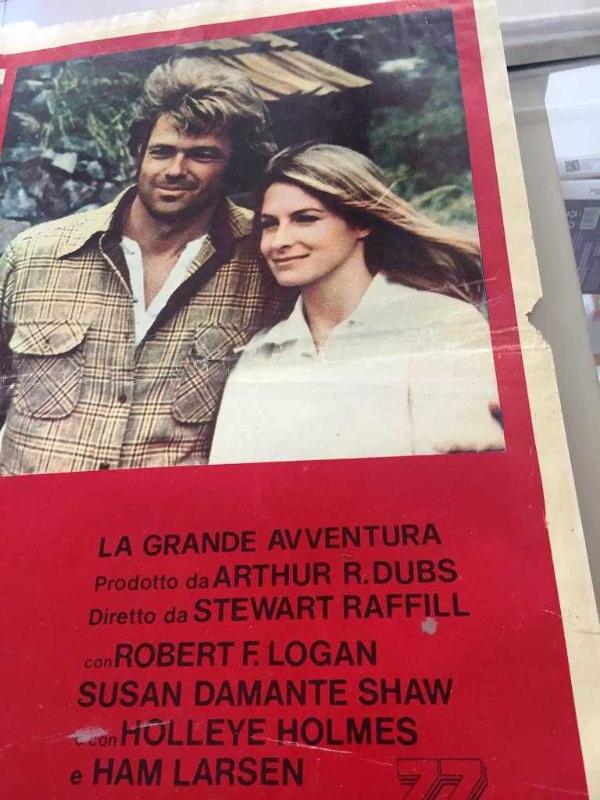 LA GRANDE AVVENTURA
Prodotto da ARTHUR R. DUBS
Diretto da STEWART RAFFILL
con ROBERT F. LOGAN
SUSAN DAMANTE SHAW
e con HOLLEYE HOLMES
e HAM LARSEN
77